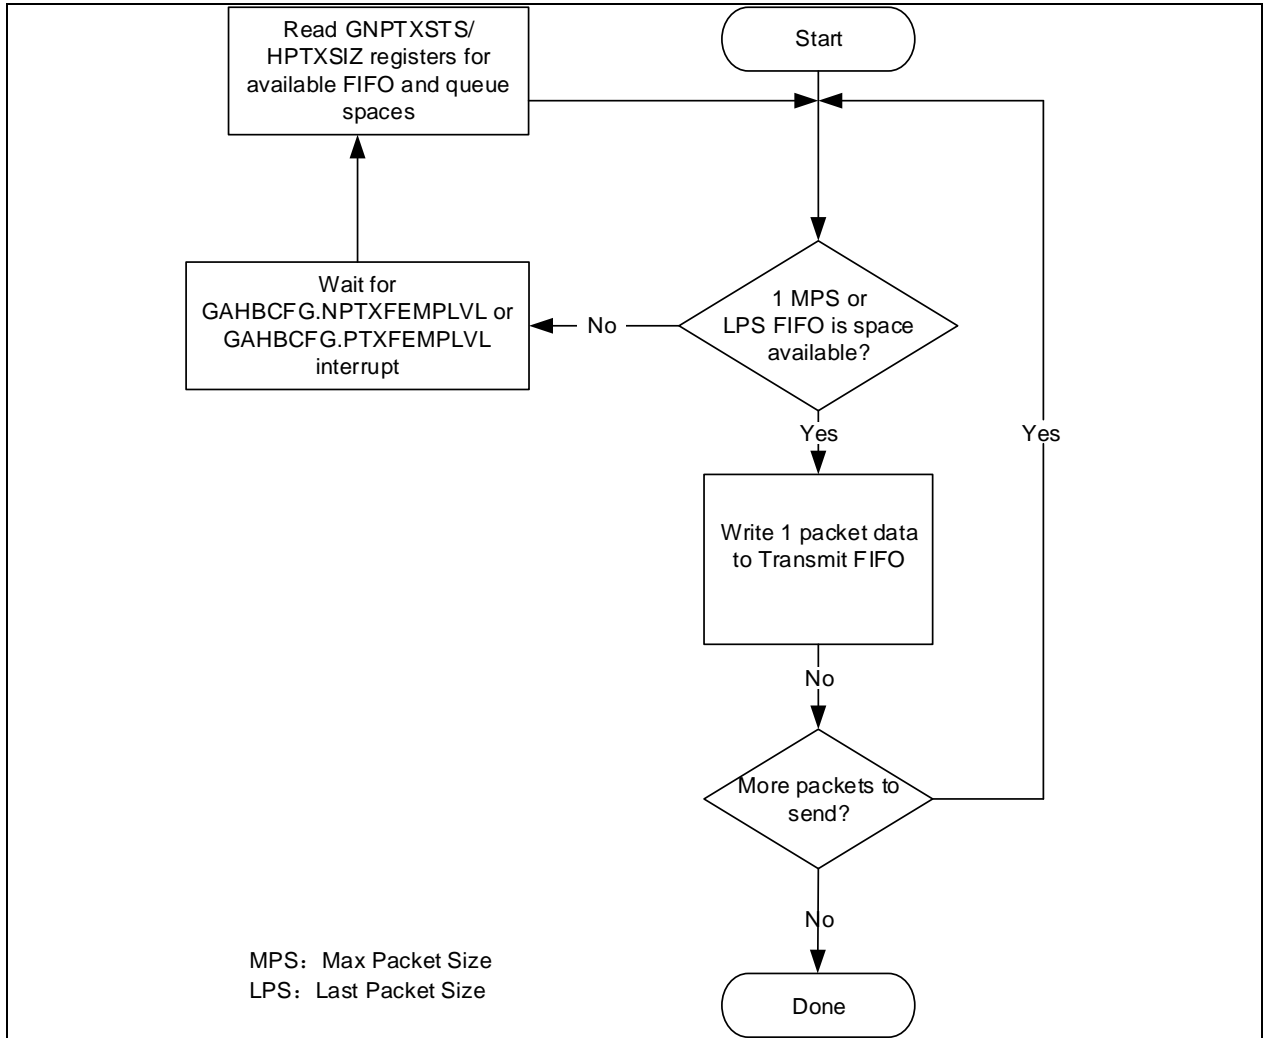 Read GNPTXSTS/
HPTXSIZ registers for
available FIFO and queue
spaces
Start
Wait for
GAHBCFG.NPTXFEMPLVL or
GAHBCFG.PTXFEMPLVL
interrupt
No
1 MPS or
LPS FIFO is space
available?
Yes
Yes
Write 1 packet data
to Transmit FIFO
No
More packets to
send?
No
MPS：Max Packet Size
LPS：Last Packet Size
Done